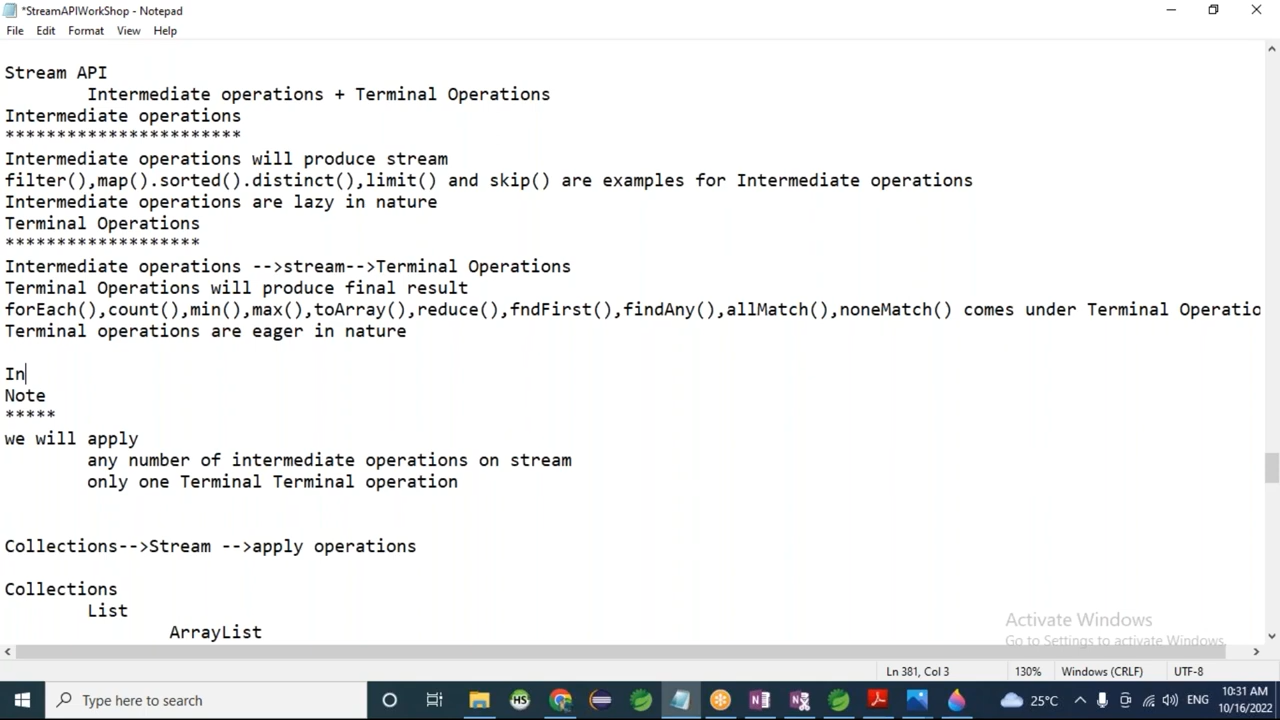 *StreamAPIWorkShop - Notepad
File Edit Format View Help
Stream API
Intermediate operations + Terminal Operations
Intermediate operations
***********************
Intermediate operations will produce stream
filter(),map().sorted().distinct(),limit() and skip() are examples for Intermediate operations
Intermediate operations are lazy in nature
Terminal Operations
*******************
Intermediate operations -->stream-->Terminal Operations
Terminal Operations will produce final result
forEach(),count(),min(),max(),toArray(),reduce(),fndFirst(),findAny(),allMatch(),noneMatch() comes under Terminal Operatio
Terminal operations are eager in nature
In
Note
*****
we will apply
any number of intermediate operations on stream
only one Terminal Terminal operation
Collections-->Stream -->apply operations
Collections
List
ArrayList
Activate Windows
Go to Settings to activate Windows.
Ln 381, Col 3 130% Windows (CRLF) UTF-8
Type here to search HS 25°C ENG 10:31 AM
10/16/2022